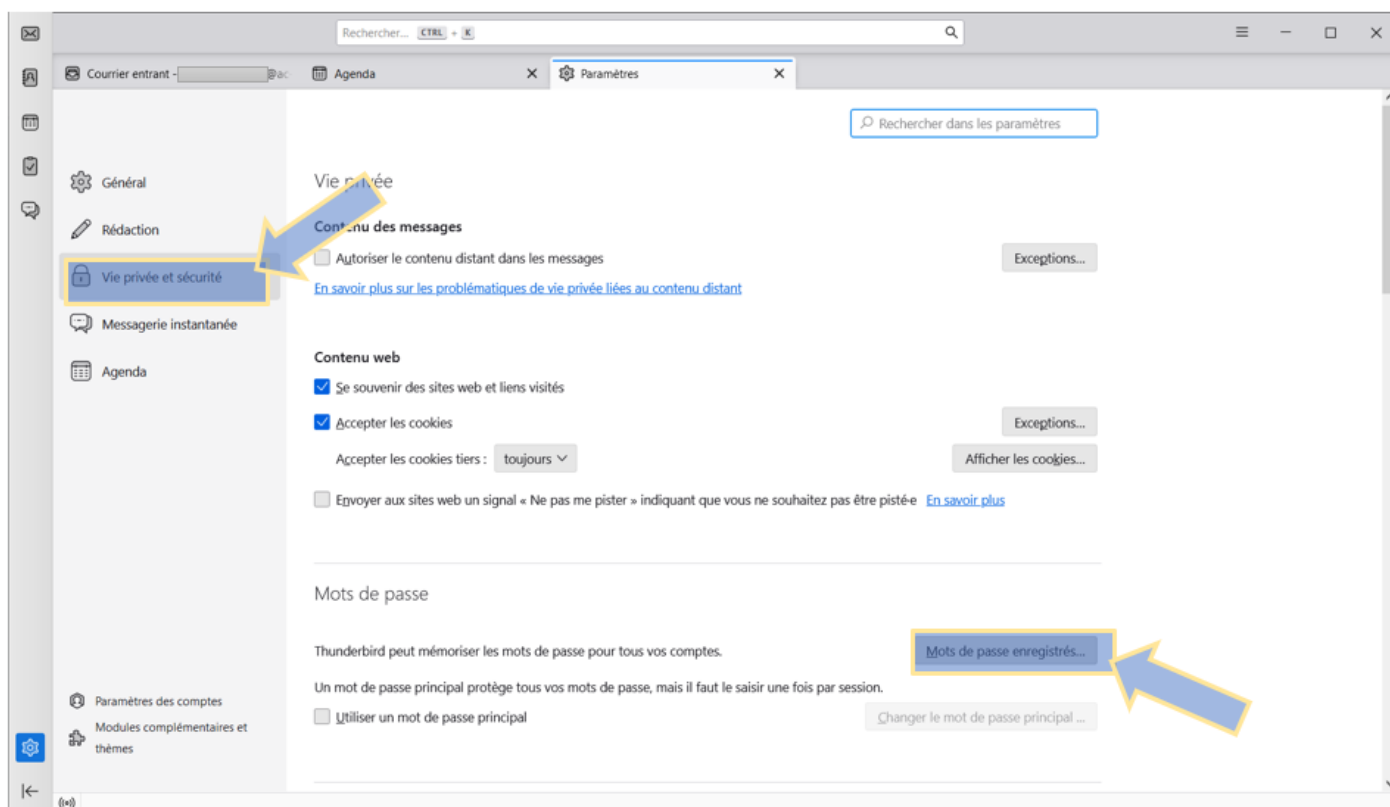 Rechercher... CTRL + K
Courrier entrant - @ac
Agenda
Paramètres
Rechercher dans les paramètres
Général
Rédaction
Vie privée et sécurité
Messagerie instantanée
Agenda
Vie privée
Contenu des messages
Autoriser le contenu distant dans les messages
Exceptions...
En savoir plus sur les problématiques de vie privée liées au contenu distant
Contenu web
Se souvenir des sites web et liens visités
Accepter les cookies
Exceptions...
Accepter les cookies tiers : toujours
Afficher les cookies...
Envoyer aux sites web un signal « Ne pas me pister » indiquant que vous ne souhaitez pas être pisté·e En savoir plus
Mots de passe
Thunderbird peut mémoriser les mots de passe pour tous vos comptes.
Mots de passe enregistrés...
Un mot de passe principal protège tous vos mots de passe, mais il faut le saisir une fois par session.
Utiliser un mot de passe principal
Changer le mot de passe principal ...
Paramètres des comptes
Modules complémentaires et
thèmes